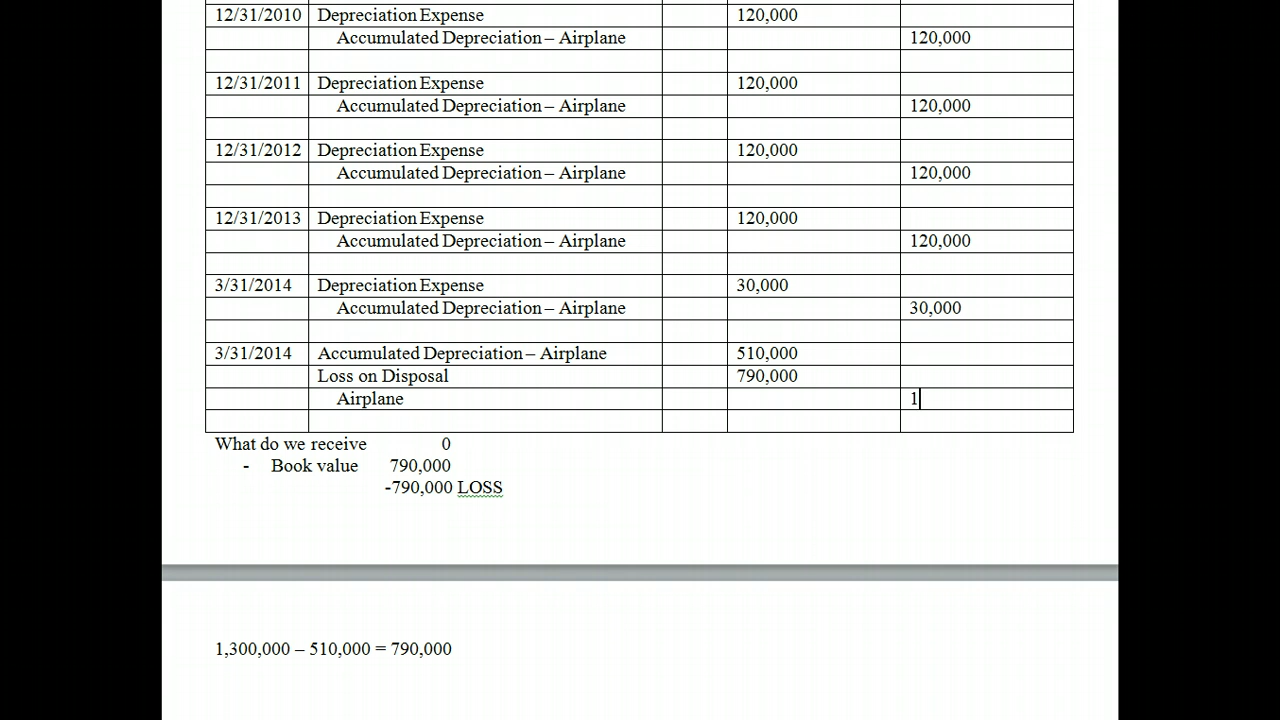 12/31/2010 Depreciation Expense 120,000
Accumulated Depreciation – Airplane 120,000
12/31/2011 Depreciation Expense 120,000
Accumulated Depreciation – Airplane 120,000
12/31/2012 Depreciation Expense 120,000
Accumulated Depreciation – Airplane 120,000
12/31/2013 Depreciation Expense 120,000
Accumulated Depreciation – Airplane 120,000
3/31/2014 Depreciation Expense 30,000
Accumulated Depreciation – Airplane 30,000
3/31/2014 Accumulated Depreciation – Airplane 510,000
Loss on Disposal 790,000
Airplane 1
What do we receive 0
- Book value 790,000
-790,000 LOSS
1,300,000 – 510,000 = 790,000